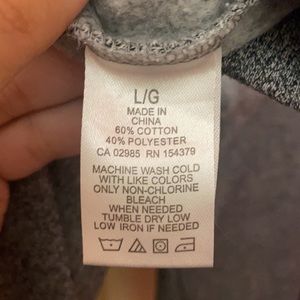 L/G
MADE IN
CHINA
60% COTTON
40% POLYESTER
CA 02985 RN 154379
MACHINE WASH COLD
WITH LIKE COLORS
ONLY NON-CHLORINE
BLEACH
WHEN NEEDED
TUMBLE DRY LOW
LOW IRON IF NEEDED